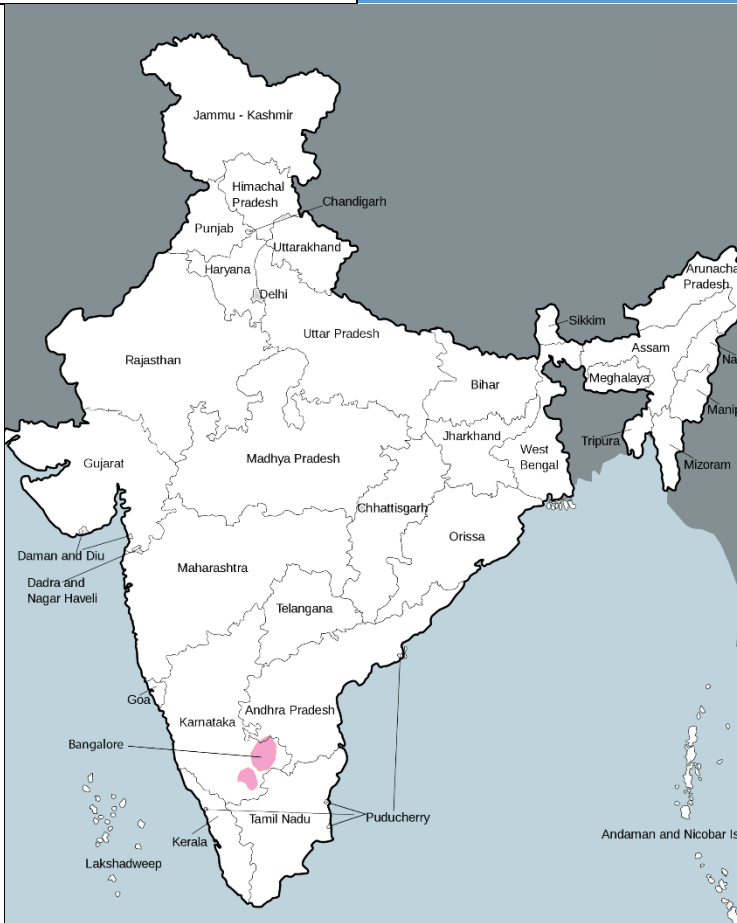 Jammu - Kashmir
Himachal
Pradesh
Chandigarh
Punjab
Uttarakhand
Haryana
Delhi
Arunacha
Pradesh
Sikkim
Uttar Pradesh
Rajasthan
Assam
Na
Bihar
Meghalaya
Manip
Jharkhand
Tripura
West
Bengal
Gujarat
Madhya Pradesh
Mizoram
Chhattisgarh
Orissa
Daman and Diu
Maharashtra
Dadra and
Nagar Haveli
Telangana
Goa
Andhra Pradesh
Karnataka
Bangalore
Tamil Nadu
Puducherry
Kerala
Andaman and Nicobar Is
Lakshadweep